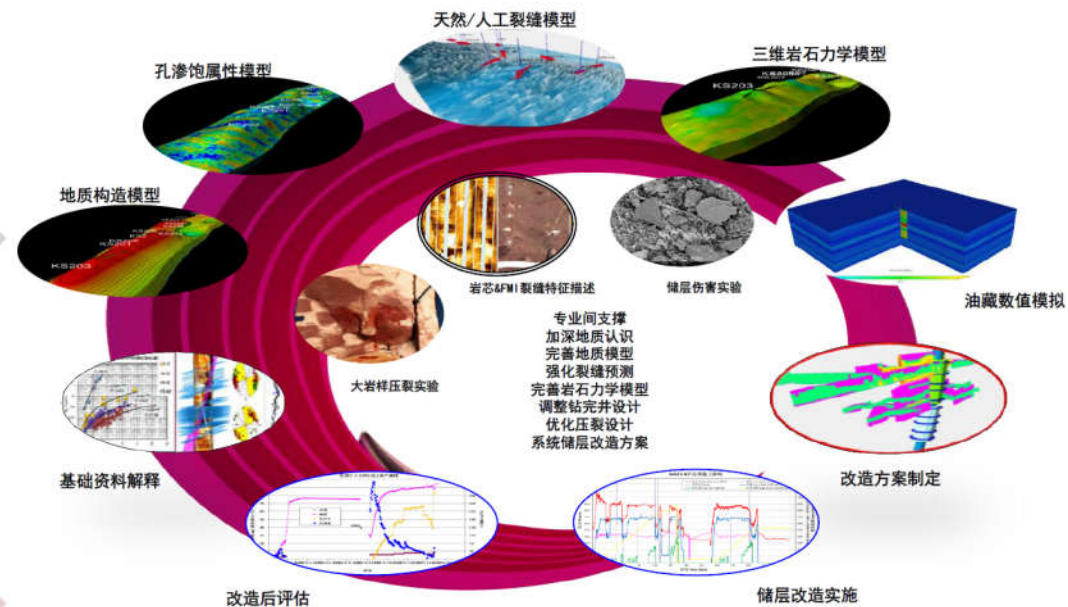 天然/人工裂缝模型
三维岩石力学模型
孔渗饱属性模型
KS203
地质构造模型
KS203
岩芯&FMI裂缝特征描述
储层伤害实验
油藏数值模拟
专业间支撑
加深地质认识
完善地质模型
强化裂缝预测
完善岩石力学模型
调整钻完井设计
优化压裂设计
系统储层改造方案
大岩样压裂实验
基础资料解释
改造方案制定
改造后评估
储层改造实施